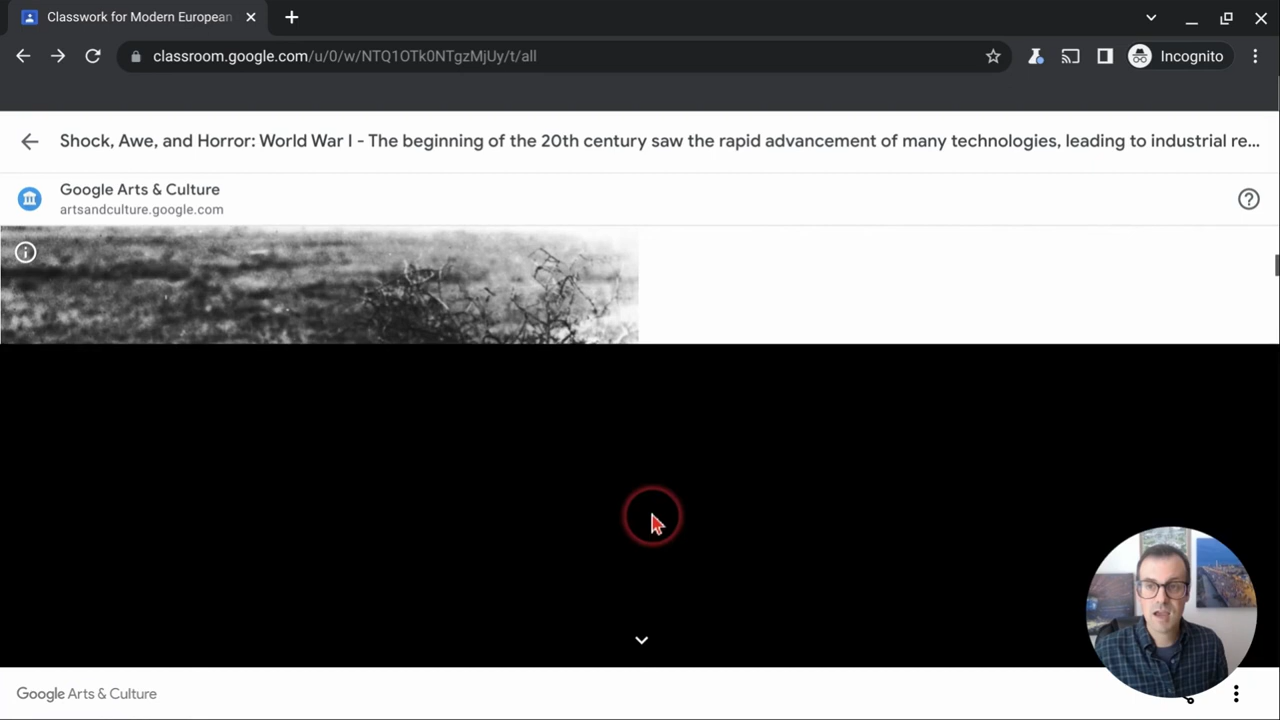 Classwork for Modern European
classroom.google.com/u/0/w/NTQ1OTk0NTgzMjUy/t/all
Incognito
Shock, Awe, and Horror: World War I - The beginning of the 20th century saw the rapid advancement of many technologies, leading to industrial re...
Google Arts & Culture
artsandculture.google.com
Google Arts & Culture